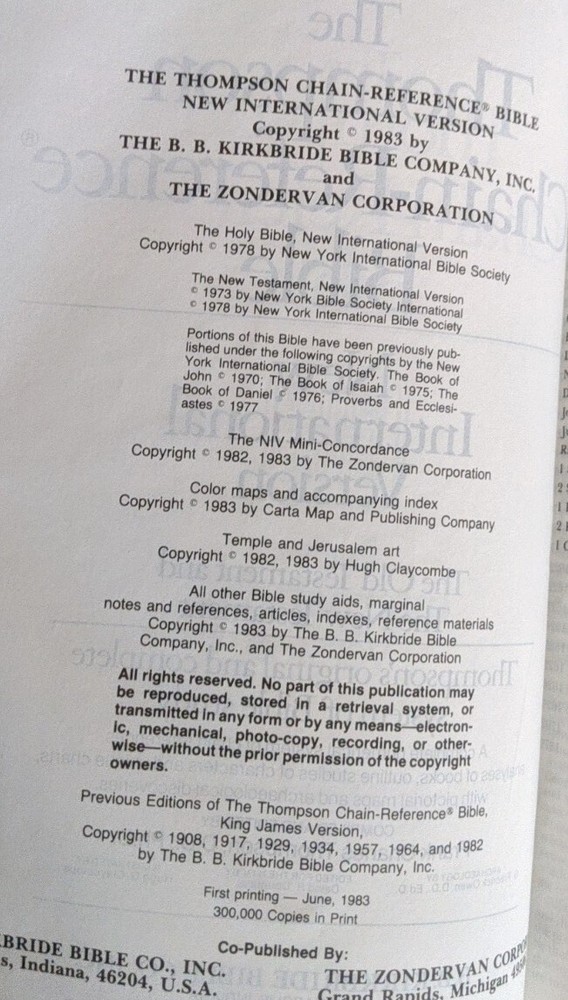 THE THOMPSON CHAIN-REFERENCE® BIBLE
NEW INTERNATIONAL VERSION
Copyright © 1983 by
THE B. B. KIRKBRIDE BIBLE COMPANY, INC.
and
THE ZONDERVAN CORPORATION
The Holy Bible, New International Version
Copyright © 1978 by New York International Bible Society
The New Testament, New International Version
© 1973 by New York Bible Society International
© 1978 by New York International Bible Society
Portions of this Bible have been previously pub-
lished under the following copyrights by the New
York International Bible Society. The Book of
John © 1970; The Book of Isaiah © 1975; The
Book of Daniel © 1976; Proverbs and Ecclesi-
astes © 1977
The NIV Mini-Concordance
Copyright © 1982, 1983 by The Zondervan Corporation
Color maps and accompanying index
Copyright © 1983 by Carta Map and Publishing Company
Temple and Jerusalem art
Copyright © 1982, 1983 by Hugh Claycombe
All other Bible study aids, marginal
notes and references, articles, indexes, reference materials
Copyright © 1983 by The B. B. Kirkbride Bible
Company, Inc., and The Zondervan Corporation
All rights reserved. No part of this publication may
be reproduced, stored in a retrieval system, or
transmitted in any form or by any means—electron-
ic, mechanical, photo-copy, recording, or other-
wise—without the prior permission of the copyright
owners.
Previous Editions of The Thompson Chain-Reference® Bible,
King James Version,
Copyright © 1908, 1917, 1929, 1934, 1957, 1964, and 1982
by The B. B. Kirkbride Bible Company, Inc.
First printing — June, 1983
300,000 Copies in Print
Co-Published By:
KBRIDE BIBLE CO., INC.
s, Indiana, 46204, U.S.A.
THE ZONDERVAN CORPO
Grand Rapids, Michigan